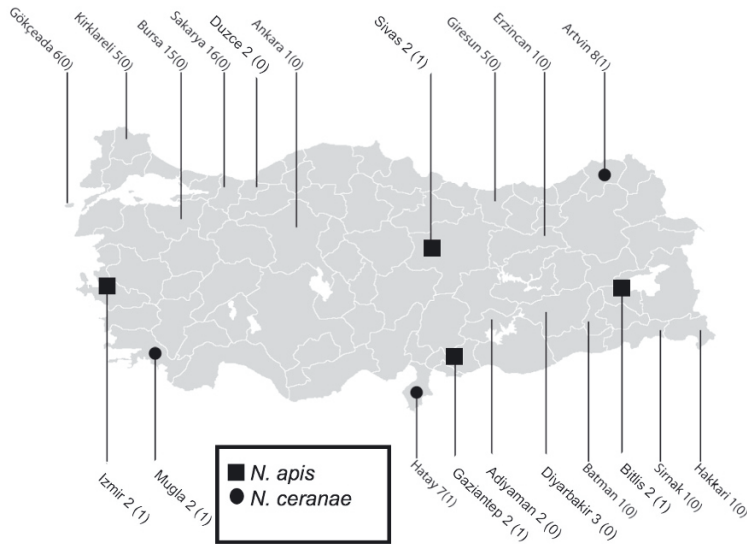 Gökçeada 6(0)
Kirklareli 5(0)
Bursa 15(0)
Sakarya 16(0)
Duzce 2 (0)
Ankara 1(0)
Sivas 2 (1)
Giresun 5(0)
Erzincan 1(0)
Artvin 8(1)
Izmir 2 (1)
Mugla 2 (1)
N. apis
N. ceranae
Hatay 7(1)
Gaziantep 2 (1)
Adiyaman 2 (0)
Diyarbakir 3 (0)
Batman 1(0)
Bitlis 2 (1)
Sirnak 1(0)
Hakkari 1(0)